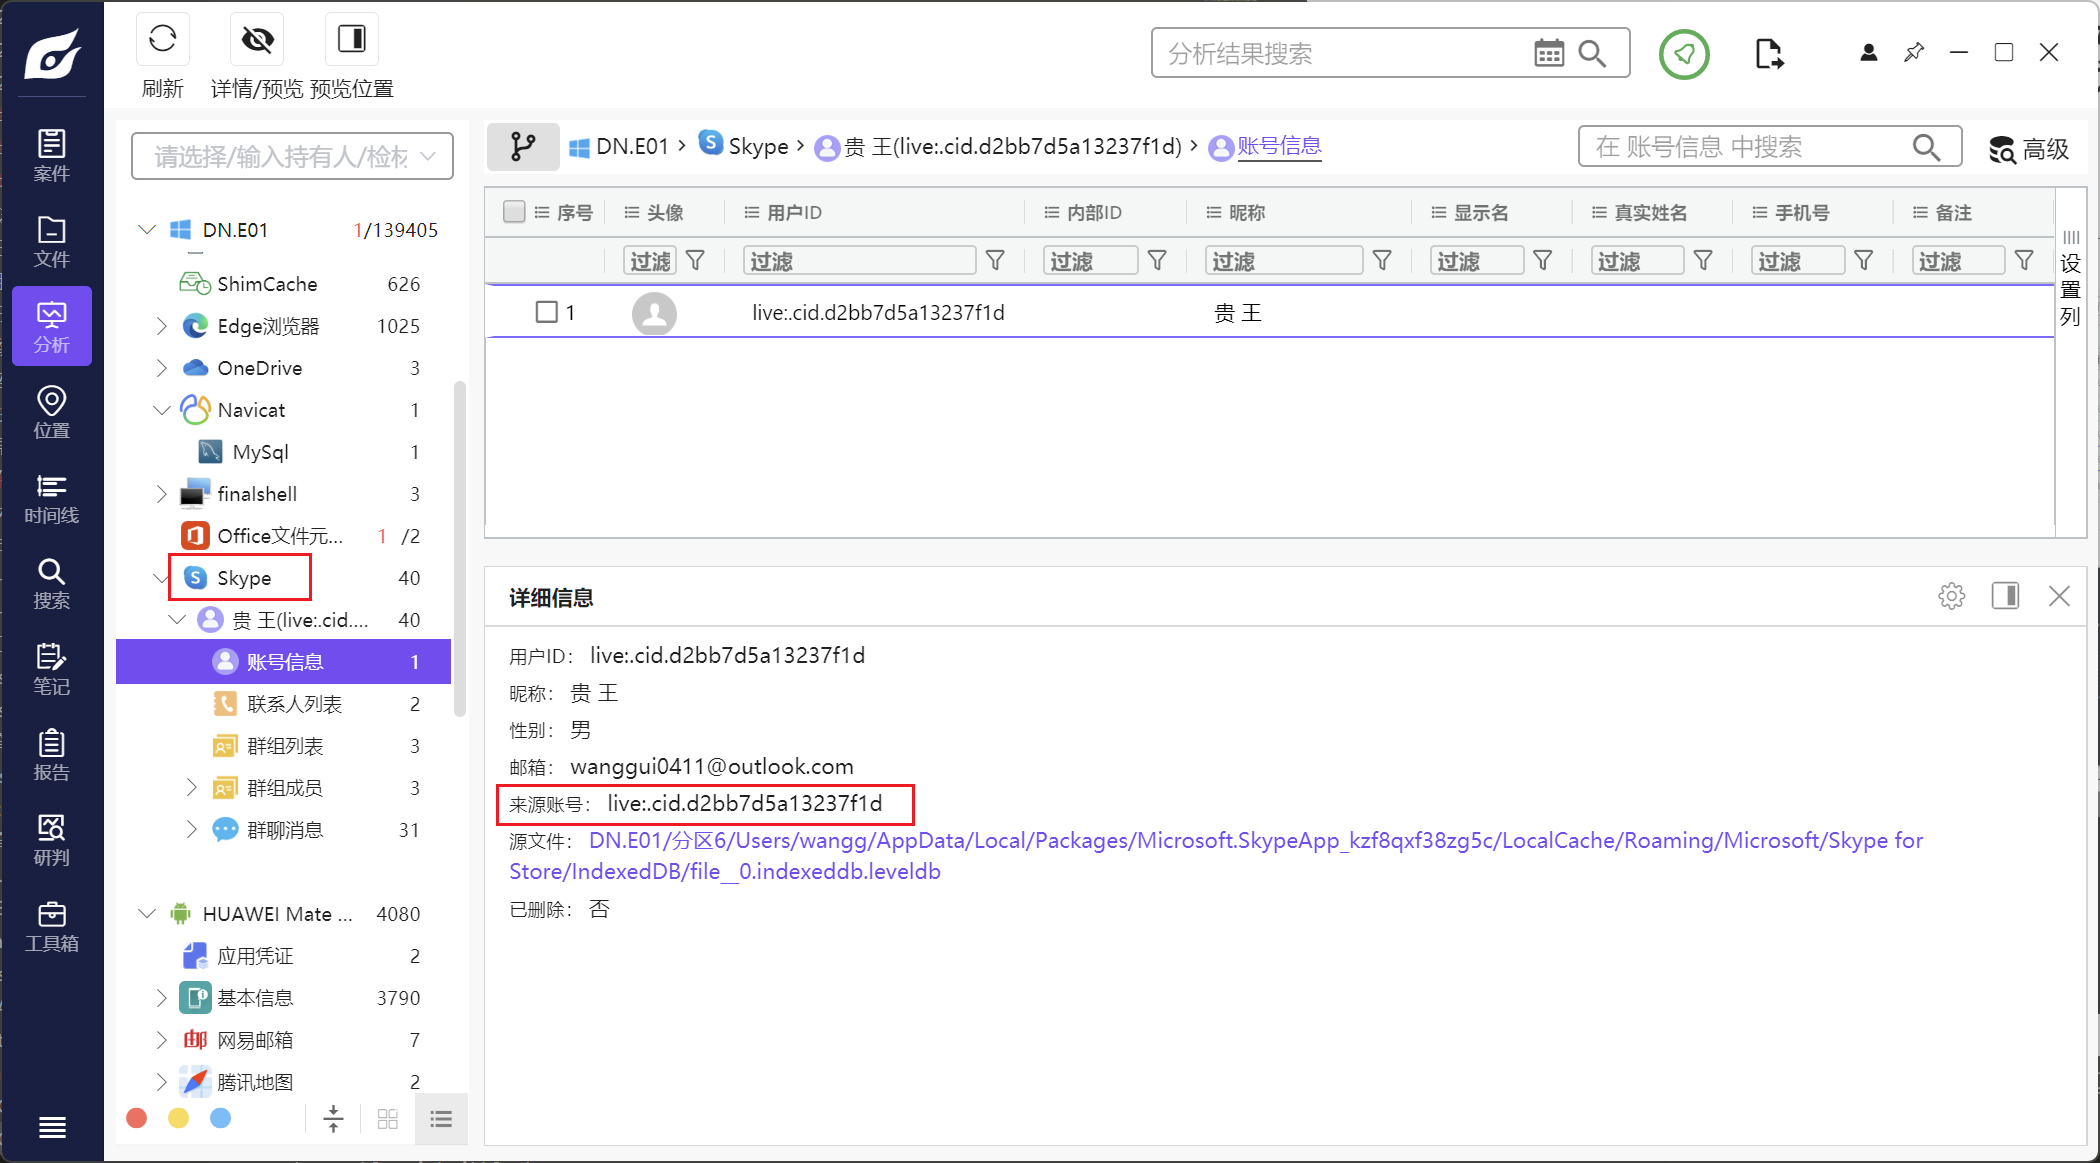 刷新
详情/预览
预览位置
分析结果搜索
案件
文件
分析
位置
时间线
搜索
笔记
报告
研判
工具箱
请选择/输入持有人/检材
DN.E01 1/139405
ShimCache 626
Edge浏览器 1025
OneDrive 3
Navicat 1
MySql 1
finalshell 3
Office文件元... 1 /2
Skype 40
贵 王(live:.cid.... 40
账号信息 1
联系人列表 2
群组列表 3
群组成员 3
群聊消息 31
HUAWEI Mate ... 4080
应用凭证 2
基本信息 3790
网易邮箱 7
腾讯地图 2
DN.E01 › Skype › 贵 王(live:.cid.d2bb7d5a13237f1d) › 账号信息
在 账号信息 中搜索
高级
序号 头像 用户ID 内部ID 昵称 显示名 真实姓名 手机号 备注
过滤 过滤 过滤 过滤 过滤 过滤 过滤 过滤
1 live:.cid.d2bb7d5a13237f1d 贵 王
设置列
详细信息
用户ID： live:.cid.d2bb7d5a13237f1d
昵称： 贵 王
性别： 男
邮箱： wanggui0411@outlook.com
来源账号： live:.cid.d2bb7d5a13237f1d
源文件： DN.E01/分区6/Users/wangg/AppData/Local/Packages/Microsoft.SkypeApp_kzf8qxf38zg5c/LocalCache/Roaming/Microsoft/Skype for
Store/IndexedDB/file__0.indexeddb.leveldb
已删除： 否